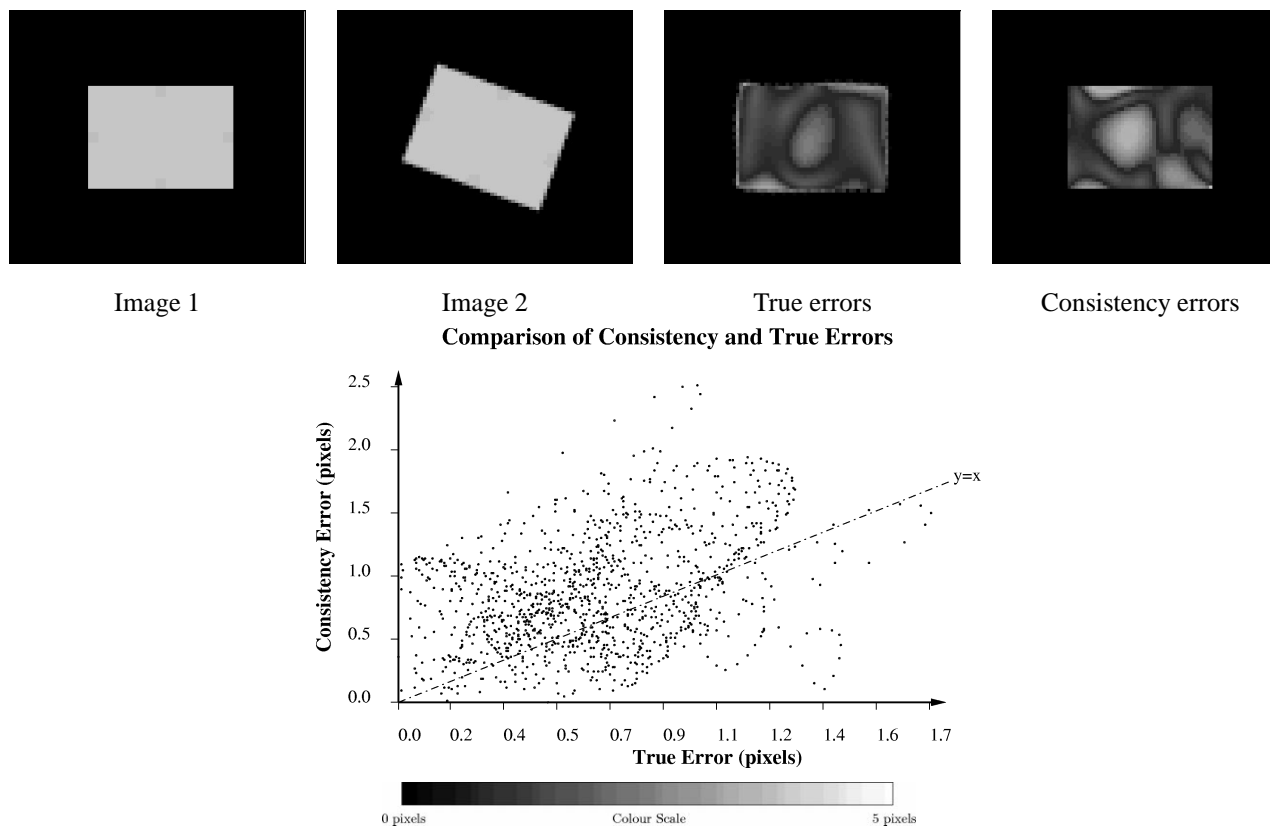 Image 1 Image 2 True errors Consistency errors
Comparison of Consistency and True Errors
2.5
2.0
1.5
1.0
0.5
0.0
Consistency Error (pixels)
y=x
0.0 0.2 0.4 0.5 0.7 0.9 1.1 1.2 1.4 1.6 1.7
True Error (pixels)
0 pixels Colour Scale 5 pixels